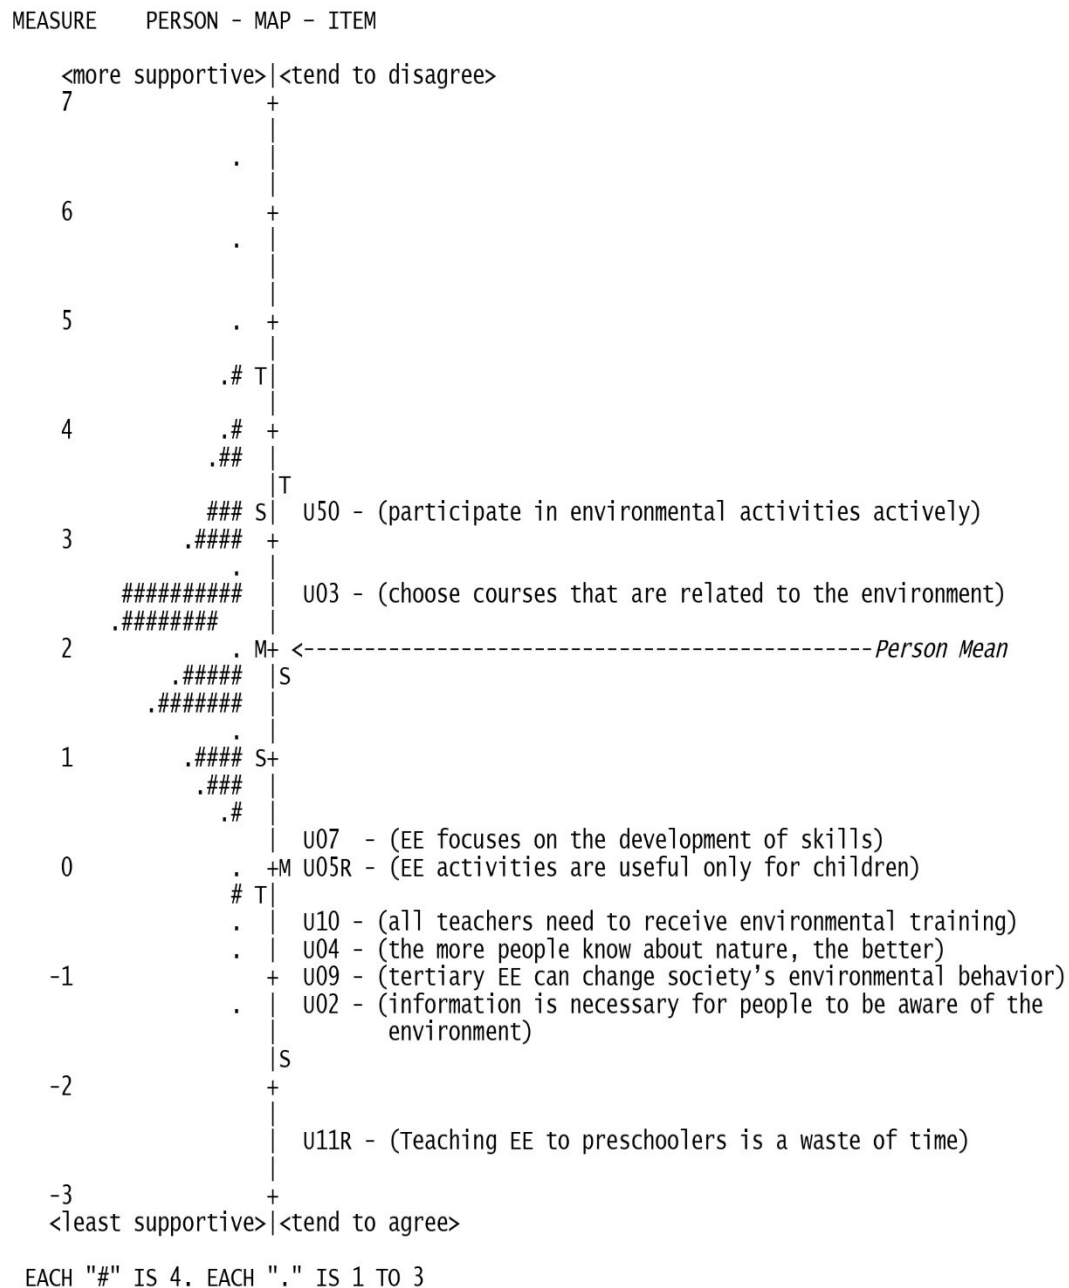 MEASURE    PERSON - MAP - ITEM
<more supportive>|<tend to disagree>
7                +
                 |
              .  |
                 |
6                +
              .  |
                 |
                 |
5             .  +
                 |
             .# T|
                 |
4            .#  +
            .##  |
                 |T
            ### S|  U50 - (participate in environmental activities actively)
3         .####  +
              .  |
     ##########  |  U03 - (choose courses that are related to the environment)
    .########    |
2             . M+ <-----------------------------------------------Person Mean
         .#####  |S
       .#######  |
              .  |
1         .#### S+
           .###  |
             .#  |
                 |  U07  - (EE focuses on the development of skills)
0             .  +M U05R - (EE activities are useful only for children)
              # T|
              .  |  U10 - (all teachers need to receive environmental training)
              .  |  U04 - (the more people know about nature, the better)
-1               +  U09 - (tertiary EE can change society's environmental behavior)
              .  |  U02 - (information is necessary for people to be aware of the
                 |         environment)
                 |S
-2               +
                 |
                 |  U11R - (Teaching EE to preschoolers is a waste of time)
                 |
-3               +
<least supportive>|<tend to agree>
EACH "#" IS 4. EACH "." IS 1 TO 3